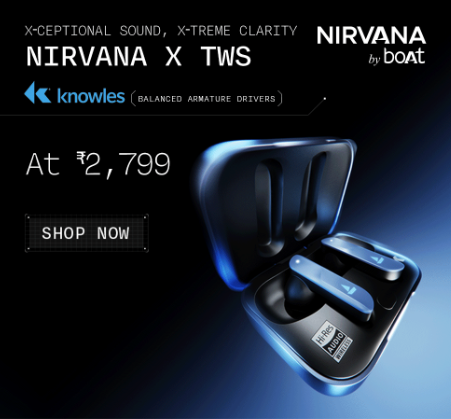 X-CEPTIONAL SOUND, X-TREME CLARITY
NIRVANA X TWS
NIRVANA
by boAt
knowles BALANCED ARMATURE DRIVERS
At ₹2,799
SHOP NOW
Hi-Res
AUDIO
WIRELESS